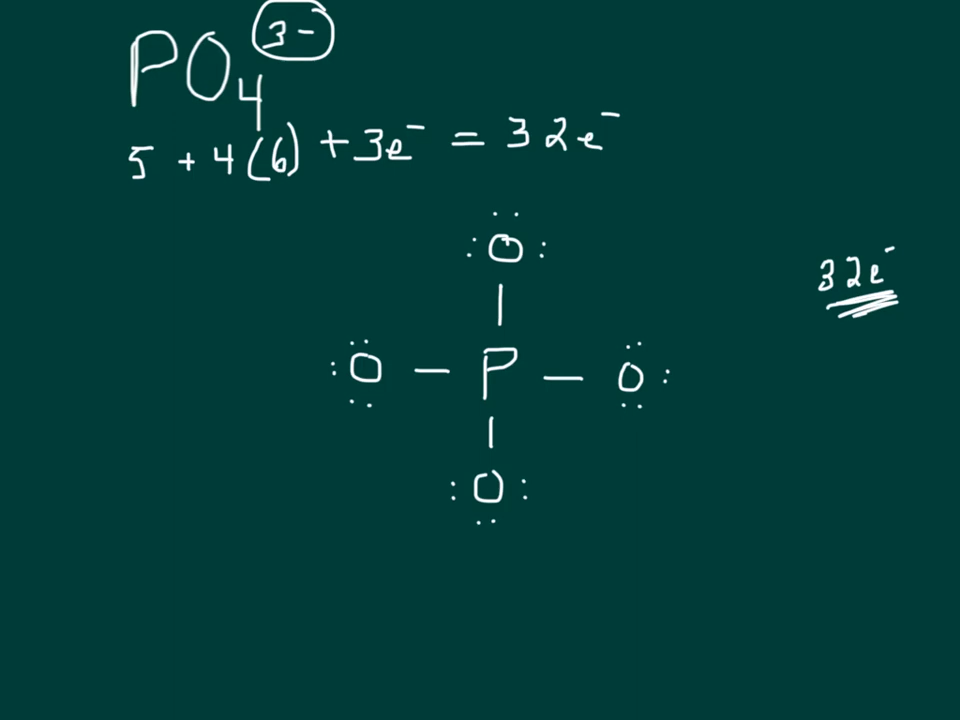 PO4 3-
5 + 4(6) + 3e- = 32e-
32e-
O
O - P - O
O